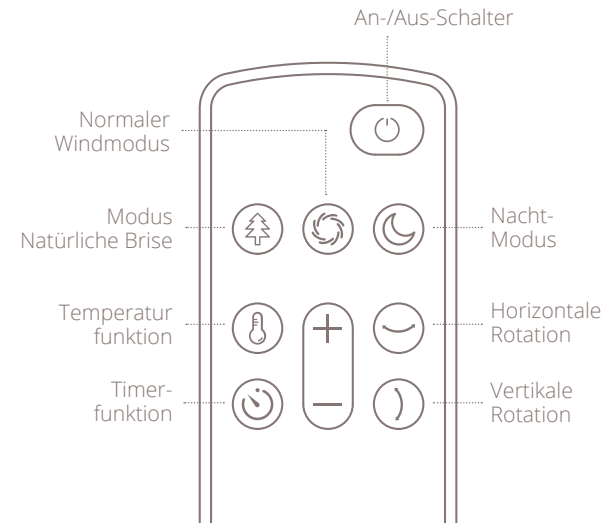 An-/Aus-Schalter
Normaler
Windmodus
Modus
Natürliche Brise
Nacht-
Modus
Temperatur
funktion
Horizontale
Rotation
Timer-
funktion
Vertikale
Rotation